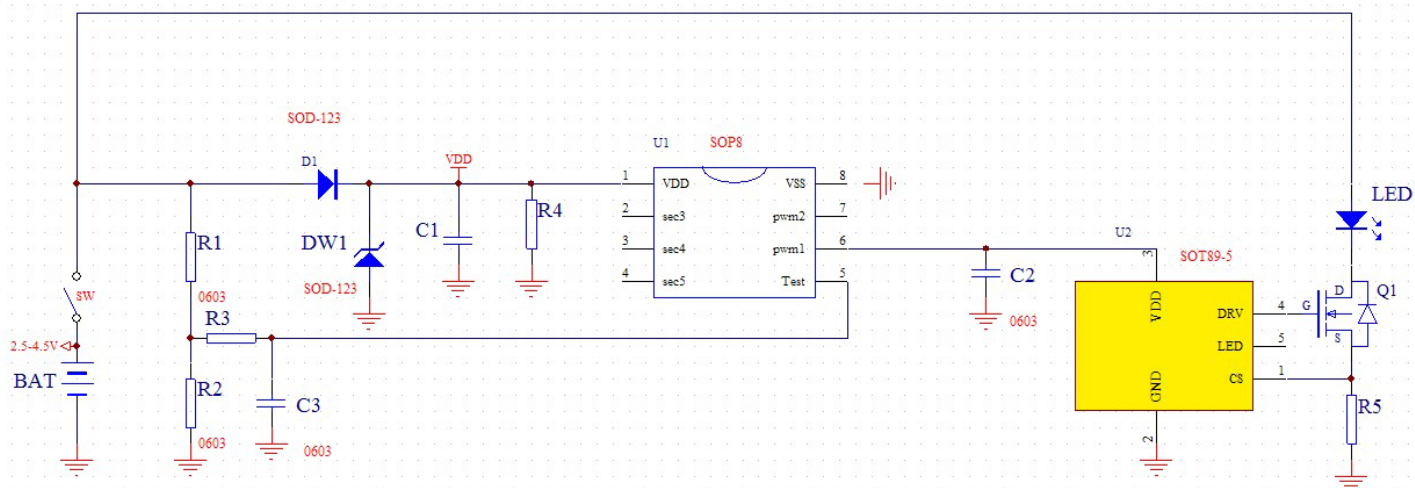 SOD-123
U1
SOP8
D1
VDD
1
VDD
VSS
8
R4
2
sec3
pwm2
7
LED
R1
DW1
C1
3
sec4
pwm1
6
U2
SOT89-5
SOD-123
4
sec5
Test
5
C2
3
SW
0603
R3
0603
VDD
DRV
4
G
D
Q1
S
2.5-4.5V
LED
5
BAT
R2
C3
GND
CS
1
R5
0603
0603
2